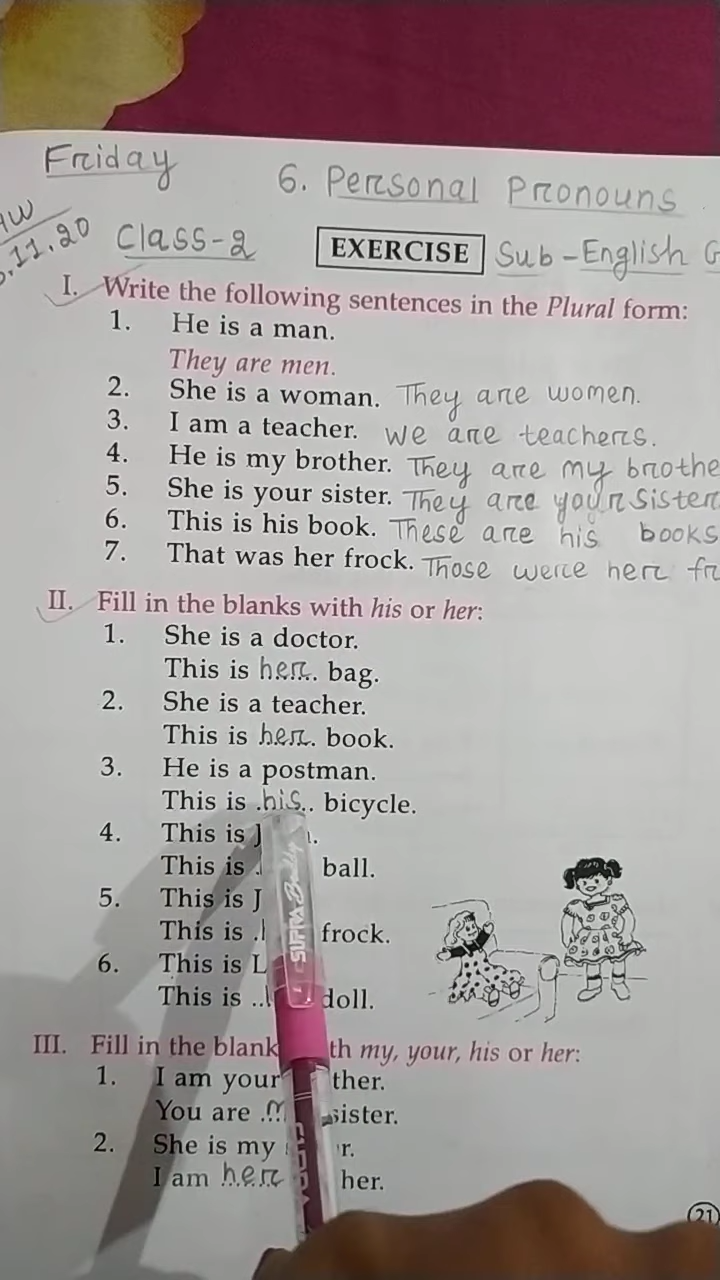 Friday
6. Personal Pronouns
HW
.11.20
Class-2
EXERCISE
Sub-English G
I. Write the following sentences in the Plural form:
1. He is a man.
They are men.
2. She is a woman. They are women.
3. I am a teacher. We are teachers.
4. He is my brother. They are my brothe
5. She is your sister. They are your sister
6. This is his book. These are his books
7. That was her frock. Those were her fr
II. Fill in the blanks with his or her:
1. She is a doctor.
This is her. bag.
2. She is a teacher.
This is her. book.
3. He is a postman.
This is .his.. bicycle.
4. This is J
This is ball.
5. This is J
This is frock.
6. This is L
This is .. doll.
SUPRA Buddy
III. Fill in the blank th my, your, his or her:
1. I am your ther.
You are sister.
2. She is my r.
I am her her.
21